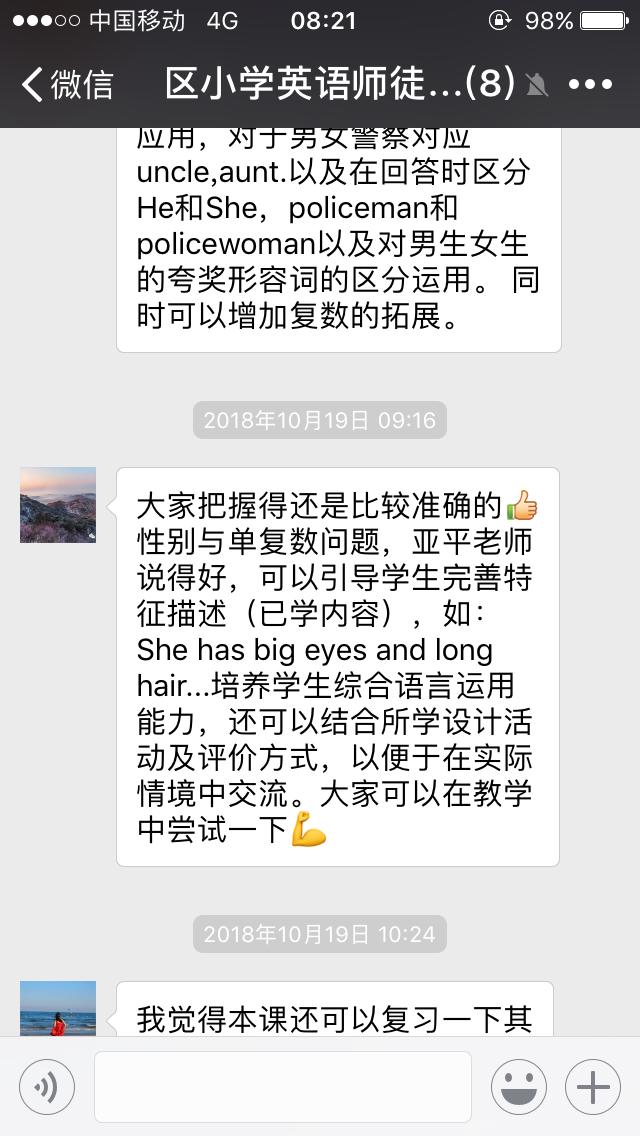 中国移动 4G 08:21 98%
微信 区小学英语师徒...(8)
应用，对于男女警察对应
uncle,aunt.以及在回答时区分
He和She，policeman和
policewoman以及对男生女生
的夸奖形容词的区分运用。 同
时可以增加复数的拓展。
2018年10月19日 09:16
大家把握得还是比较准确的👍
性别与单复数问题，亚平老师
说得好，可以引导学生完善特
征描述（已学内容），如：
She has big eyes and long
hair...培养学生综合语言运用
能力，还可以结合所学设计活
动及评价方式，以便于在实际
情境中交流。大家可以在教学
中尝试一下💪
2018年10月19日 10:24
我觉得本课还可以复习一下其